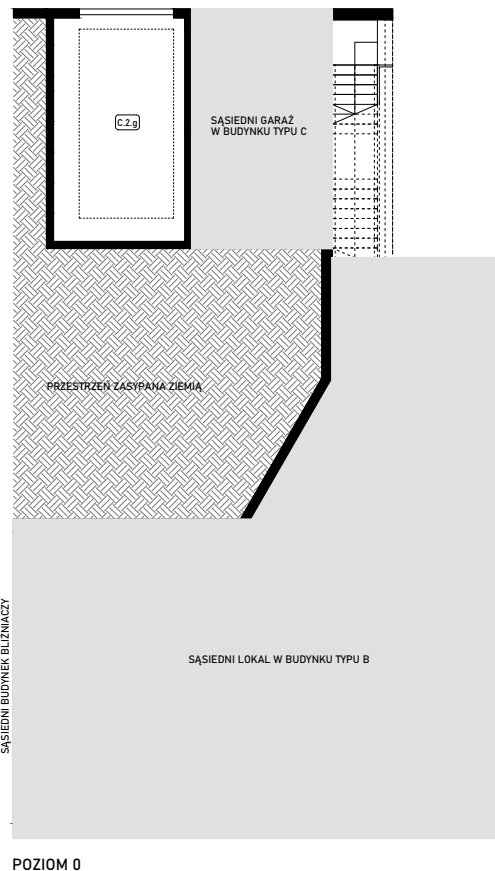 C.2.g
SĄSIEDNI GARAŻ
W BUDYNKU TYPU C
PRZESTRZEŃ ZASYPANA ZIEMIĄ
SĄSIEDNI LOKAL W BUDYNKU TYPU B
SĄSIEDNI BUDYNEK BLIŹNIACZY
POZIOM 0